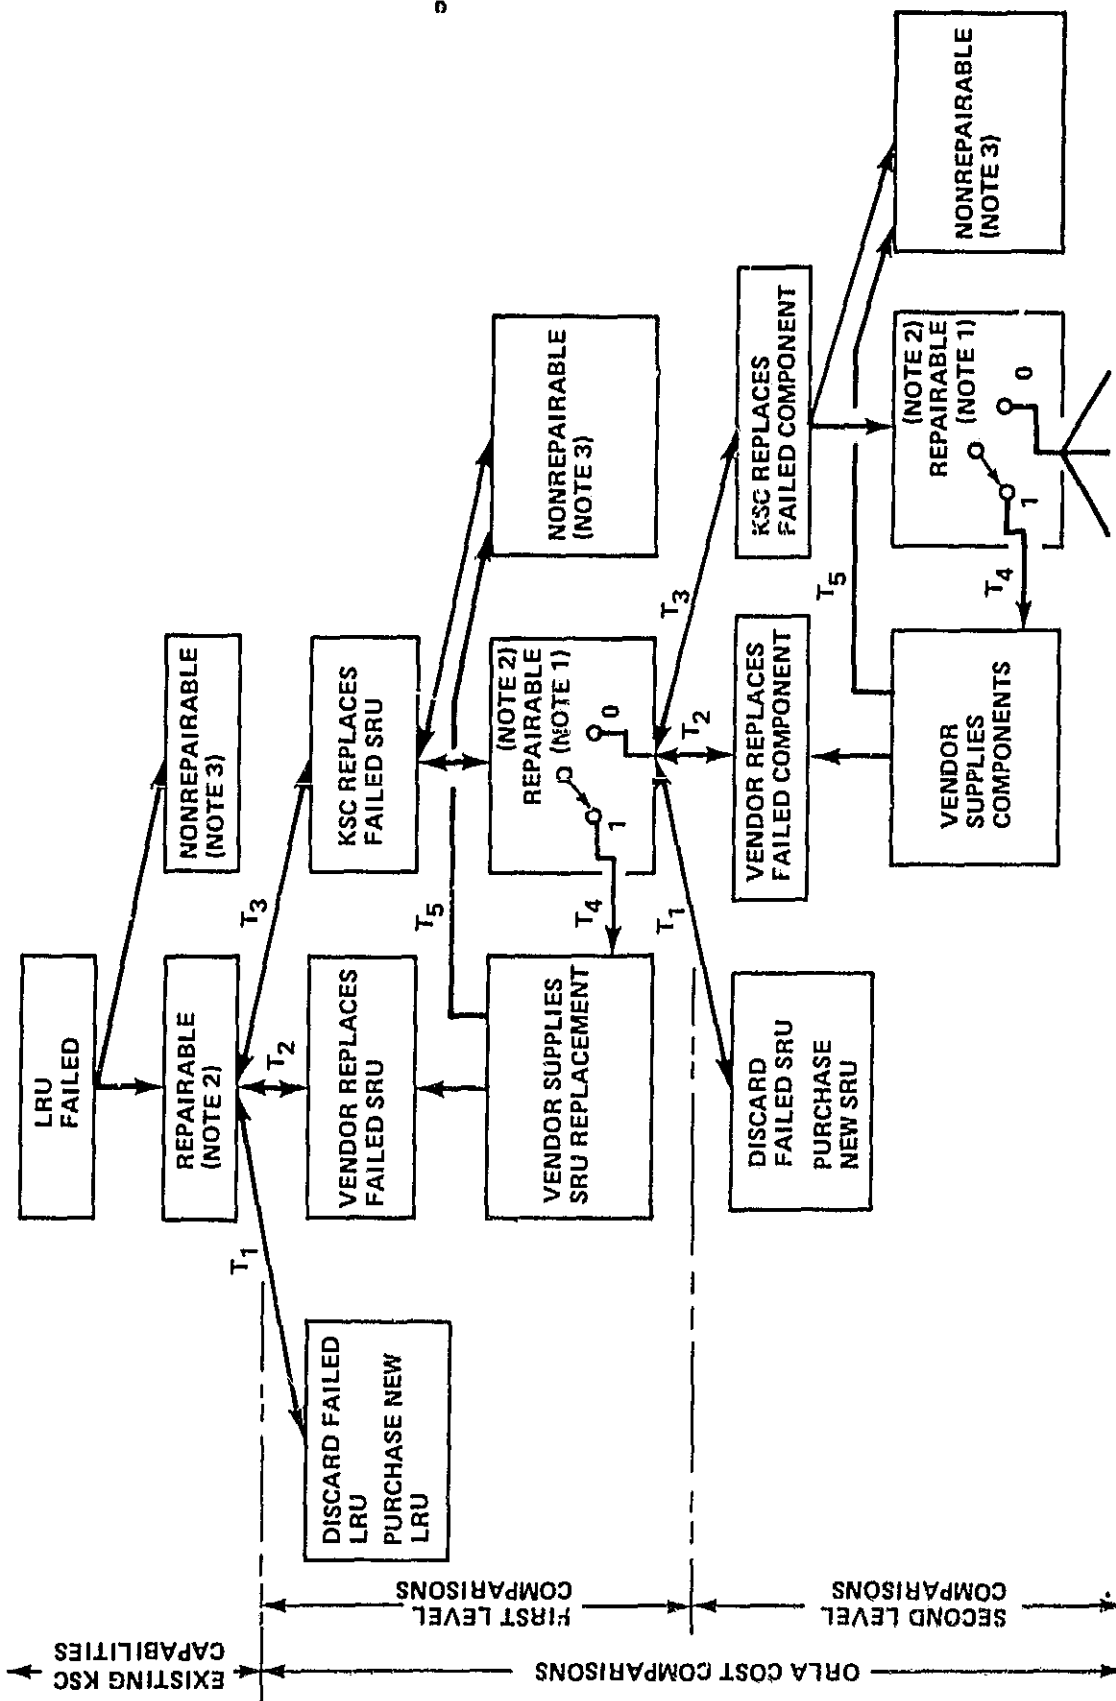 D
LRU
FAILED
REPAIRABLE
(NOTE 2)
NONREPAIRABLE
(NOTE 3)
T1
T2
T3
DISCARD FAILED
LRU
PURCHASE NEW
LRU
VENDOR REPLACES
FAILED SRU
KSC REPLACES
FAILED SRU
T5
VENDOR SUPPLIES
SRU REPLACEMENT
T4
(NOTE 2)
REPAIRABLE
(NOTE 1)
1
0
NONREPAIRABLE
(NOTE 3)
T1
T2
T3
DISCARD
FAILED SRU
PURCHASE
NEW SRU
VENDOR REPLACES
FAILED COMPONENT
KSC REPLACES
FAILED COMPONENT
T5
VENDOR
SUPPLIES
COMPONENTS
T4
(NOTE 2)
REPAIRABLE
(NOTE 1)
1
0
NONREPAIRABLE
(NOTE 3)
EXISTING KSC
CAPABILITIES
ORLA COST COMPARISONS
FIRST LEVEL
COMPARISONS
SECOND LEVEL
COMPARISONS